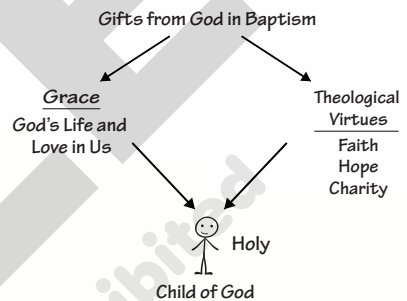 Gifts from God in Baptism
Grace
God's Life and
Love in Us
Theological
Virtues
Faith
Hope
Charity
Holy
Child of God